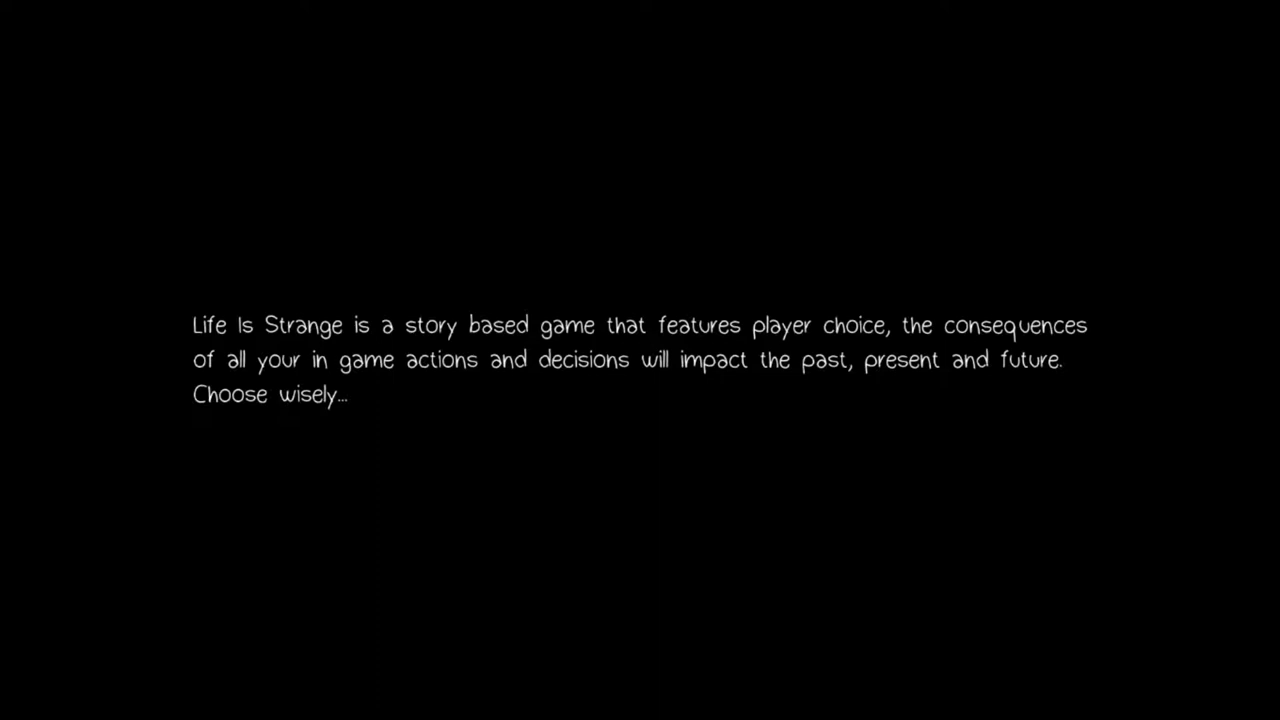 Life Is Strange is a story based game that features player choice, the consequences
of all your in game actions and decisions will impact the past, present and future.
Choose wisely...